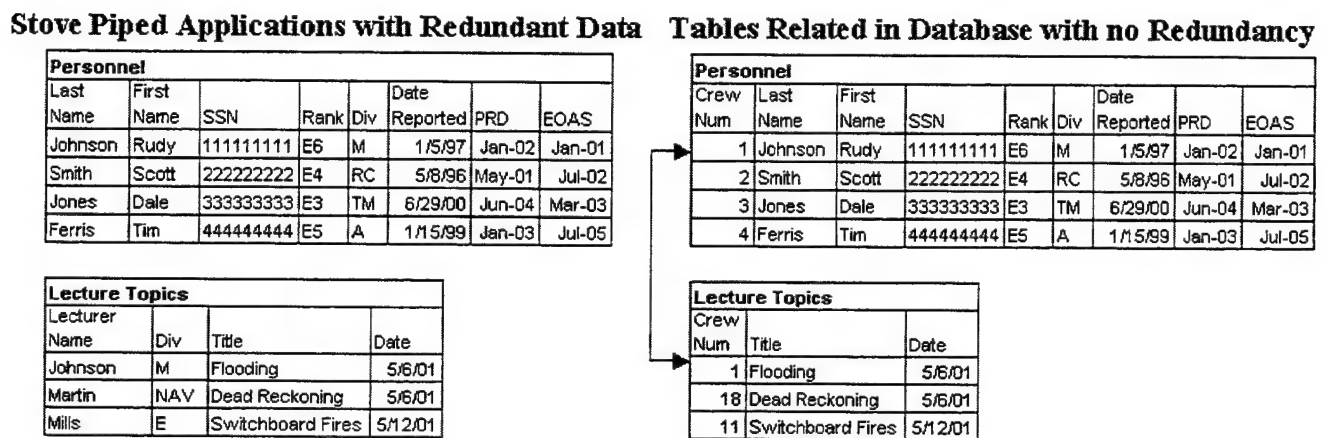 Stove Piped Applications with Redundant Data
Personnel
Last Name First Name SSN Rank Div Date Reported PRD EOAS
Johnson Rudy 111111111 E6 M 1/5/97 Jan-02 Jan-01
Smith Scott 222222222 E4 RC 5/8/96 May-01 Jul-02
Jones Dale 333333333 E3 TM 6/29/00 Jun-04 Mar-03
Ferris Tim 444444444 E5 A 1/15/99 Jan-03 Jul-05
Lecture Topics
Lecturer Name Div Title Date
Johnson M Flooding 5/6/01
Martin NAV Dead Reckoning 5/6/01
Mills E Switchboard Fires 5/12/01
Tables Related in Database with no Redundancy
Personnel
Crew Num Last Name First Name SSN Rank Div Date Reported PRD EOAS
1 Johnson Rudy 111111111 E6 M 1/5/97 Jan-02 Jan-01
2 Smith Scott 222222222 E4 RC 5/8/96 May-01 Jul-02
3 Jones Dale 333333333 E3 TM 6/29/00 Jun-04 Mar-03
4 Ferris Tim 444444444 E5 A 1/15/99 Jan-03 Jul-05
Lecture Topics
Crew Num Title Date
1 Flooding 5/6/01
18 Dead Reckoning 5/6/01
11 Switchboard Fires 5/12/01